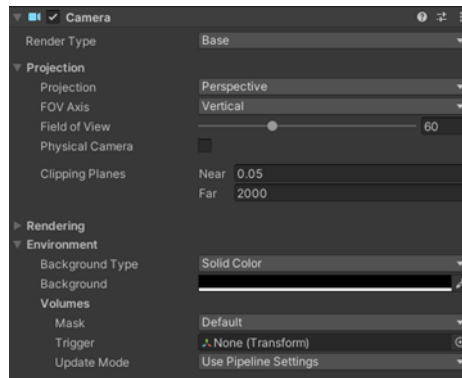 Camera
Render Type Base
Projection
Projection Perspective
FOV Axis Vertical
Field of View 60
Physical Camera
Clipping Planes Near 0.05
Far 2000
Rendering
Environment
Background Type Solid Color
Background
Volumes
Mask Default
Trigger None (Transform)
Update Mode Use Pipeline Settings